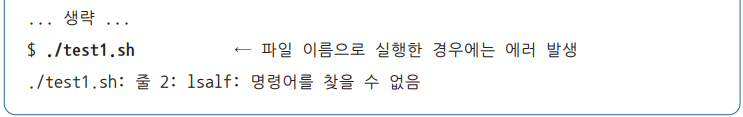 ... 생략 ...
$ ./test1.sh ← 파일 이름으로 실행한 경우에는 에러 발생
./test1.sh: 줄 2: lsalf: 명령어를 찾을 수 없음